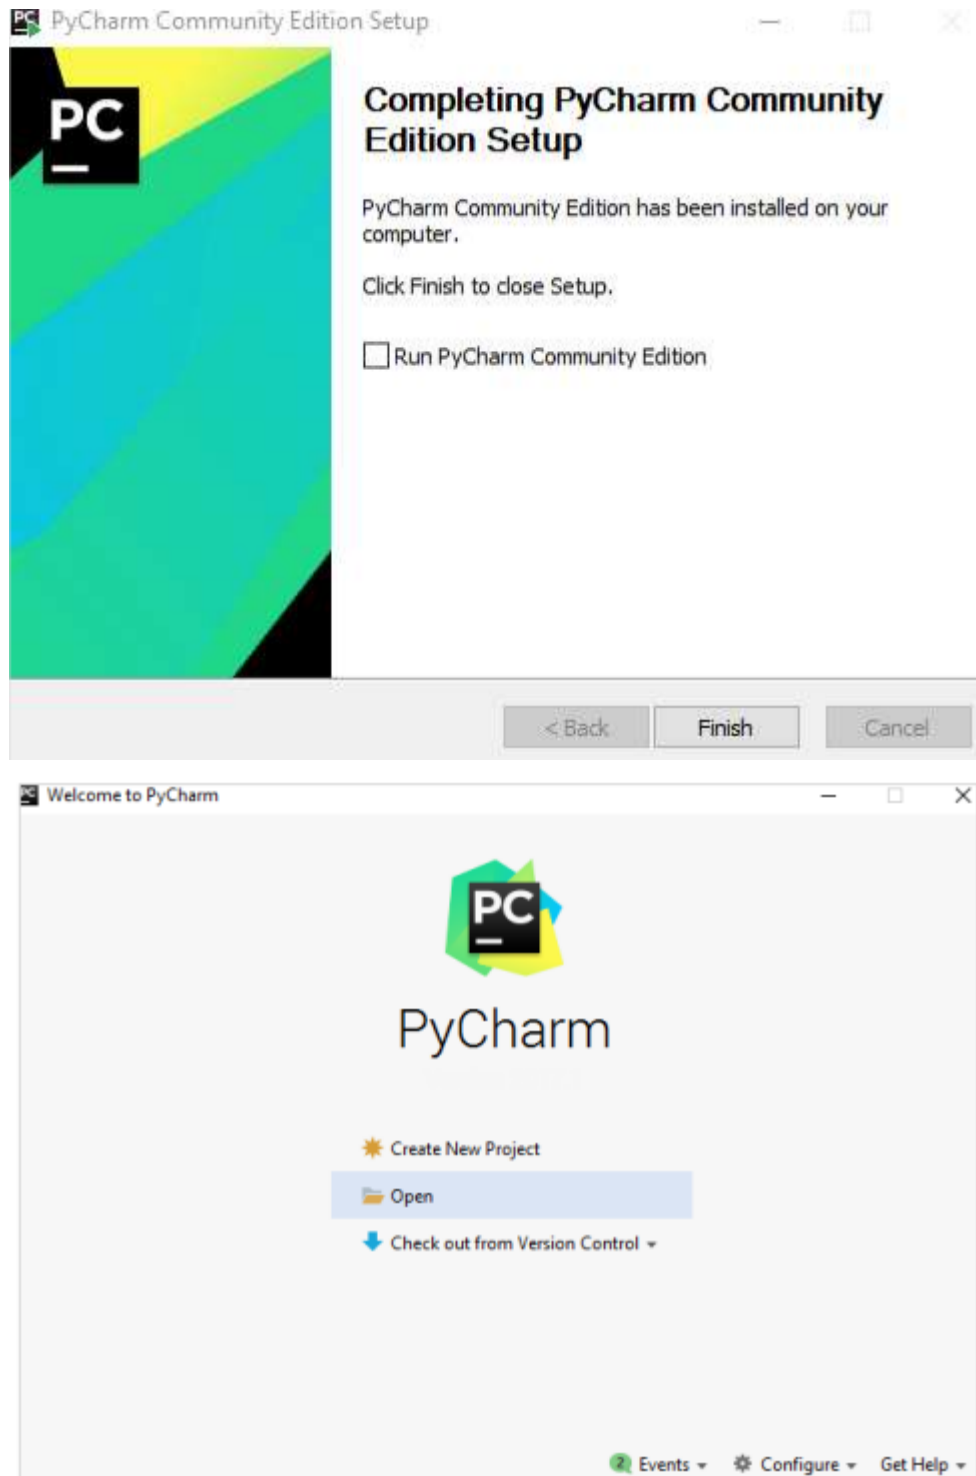 PC PyCharm Community Edition Setup
PC
Completing PyCharm Community
Edition Setup
PyCharm Community Edition has been installed on your
computer.
Click Finish to close Setup.
Run PyCharm Community Edition
< Back Finish Cancel
PC Welcome to PyCharm
PC
PyCharm
Create New Project
Open
Check out from Version Control
2 Events Configure Get Help